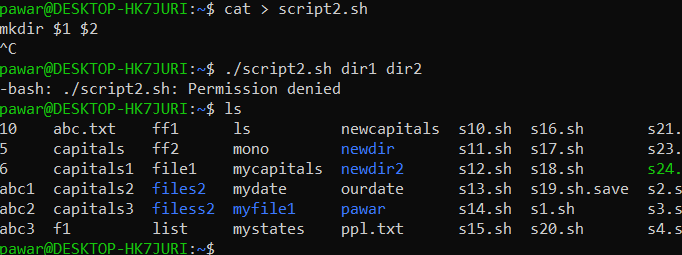 pawar@DESKTOP-HK7JURI:~$ cat > script2.sh
mkdir $1 $2
^C
pawar@DESKTOP-HK7JURI:~$ ./script2.sh dir1 dir2
-bash: ./script2.sh: Permission denied
pawar@DESKTOP-HK7JURI:~$ ls
10 abc.txt ff1 ls newcapitals s10.sh s16.sh s21.
5 capitals ff2 mono newdir s11.sh s17.sh s23.
6 capitals1 file1 mycapitals newdir2 s12.sh s18.sh s24.
abc1 capitals2 files2 mydate ourdate s13.sh s19.sh.save s2.s
abc2 capitals3 filess2 myfile1 pawar s14.sh s1.sh s3.s
abc3 f1 list mystates ppl.txt s15.sh s20.sh s4.s
pawar@DESKTOP-HK7JURI:~$